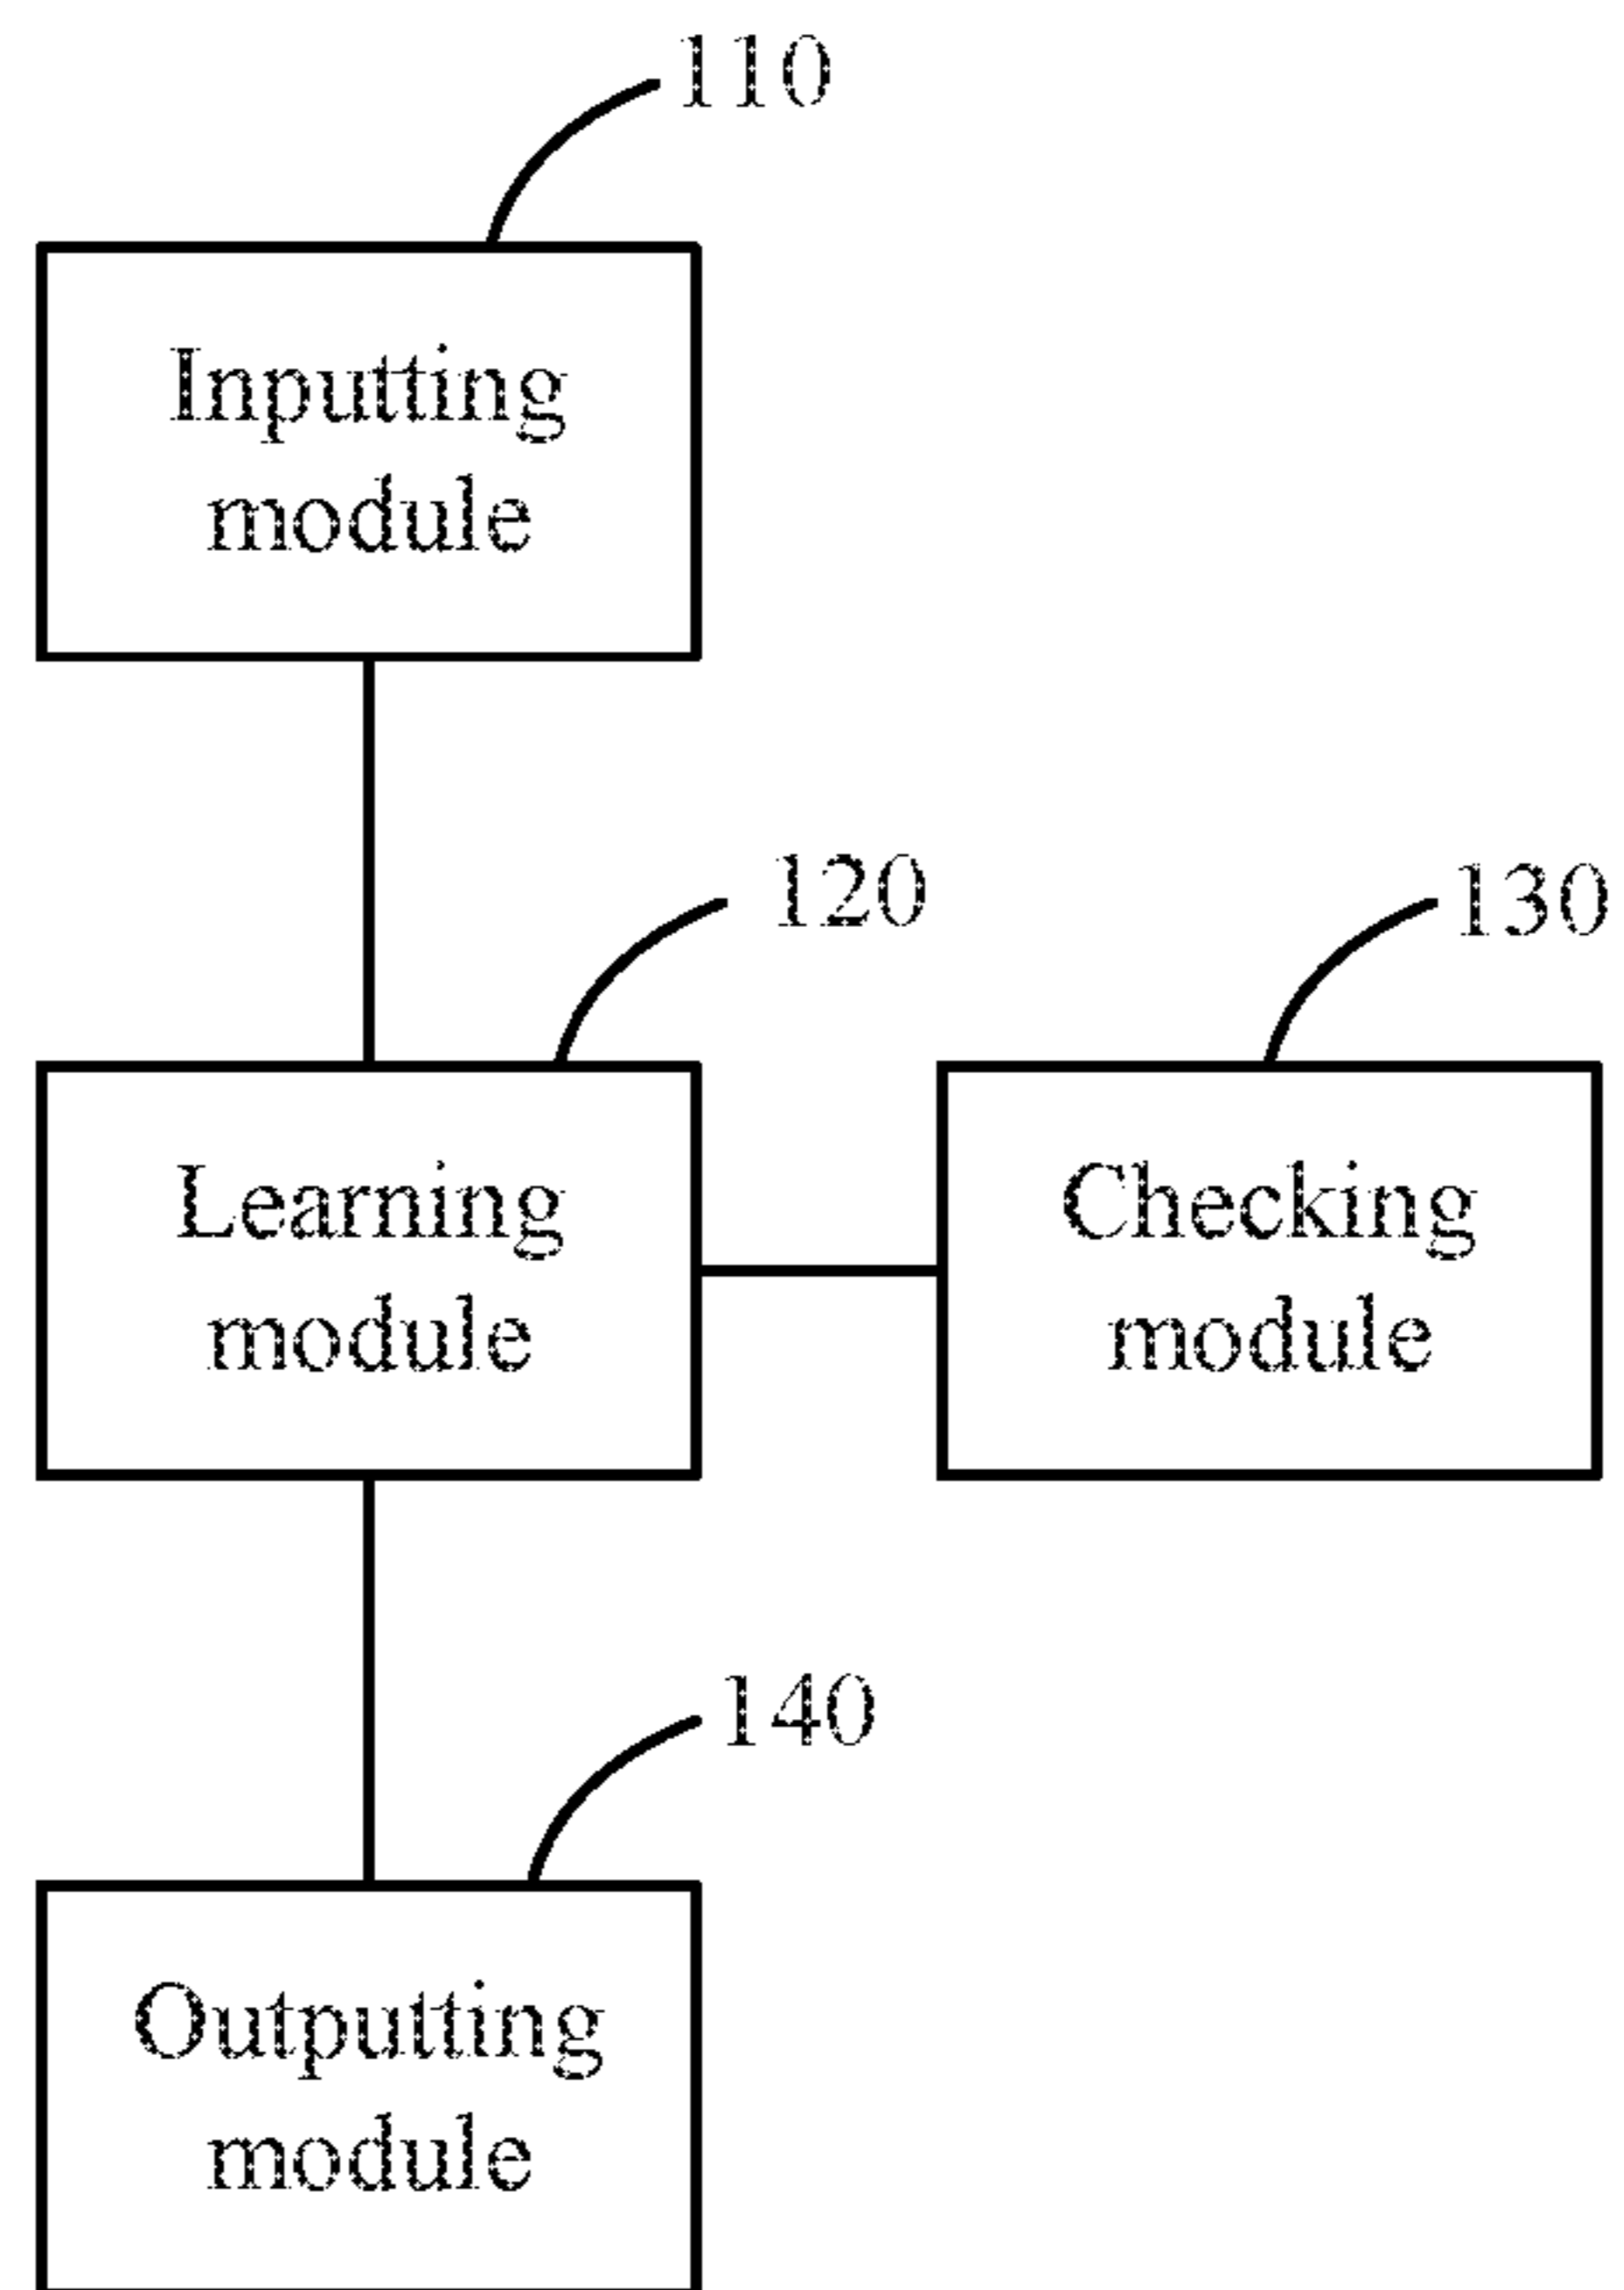 110
Inputting
module
120
130
Learning
module
Checking
module
140
Outputting
module